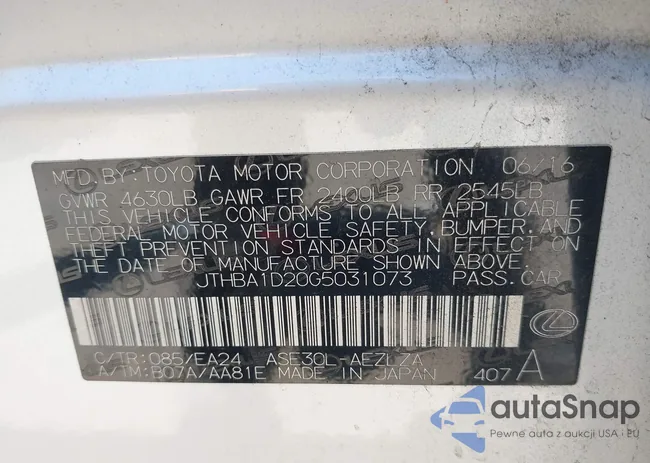 MFD. BY: TOYOTA MOTOR CORPORATION 06/16
GVWR 4630LB GAWR FR 2400LB RR 2545LB
THIS VEHICLE CONFORMS TO ALL APPLICABLE
FEDERAL MOTOR VEHICLE SAFETY, BUMPER, AND
THEFT PREVENTION STANDARDS IN EFFECT ON
THE DATE OF MANUFACTURE SHOWN ABOVE.
JTHBA1D20G5031073 PASS. CAR
C/TR: 085/EA24 ASE30L-AEZLZA
A/TM: B07A/AA81E MADE IN JAPAN 407 A
autaSnap
Pewne auta z aukcji USA i EU